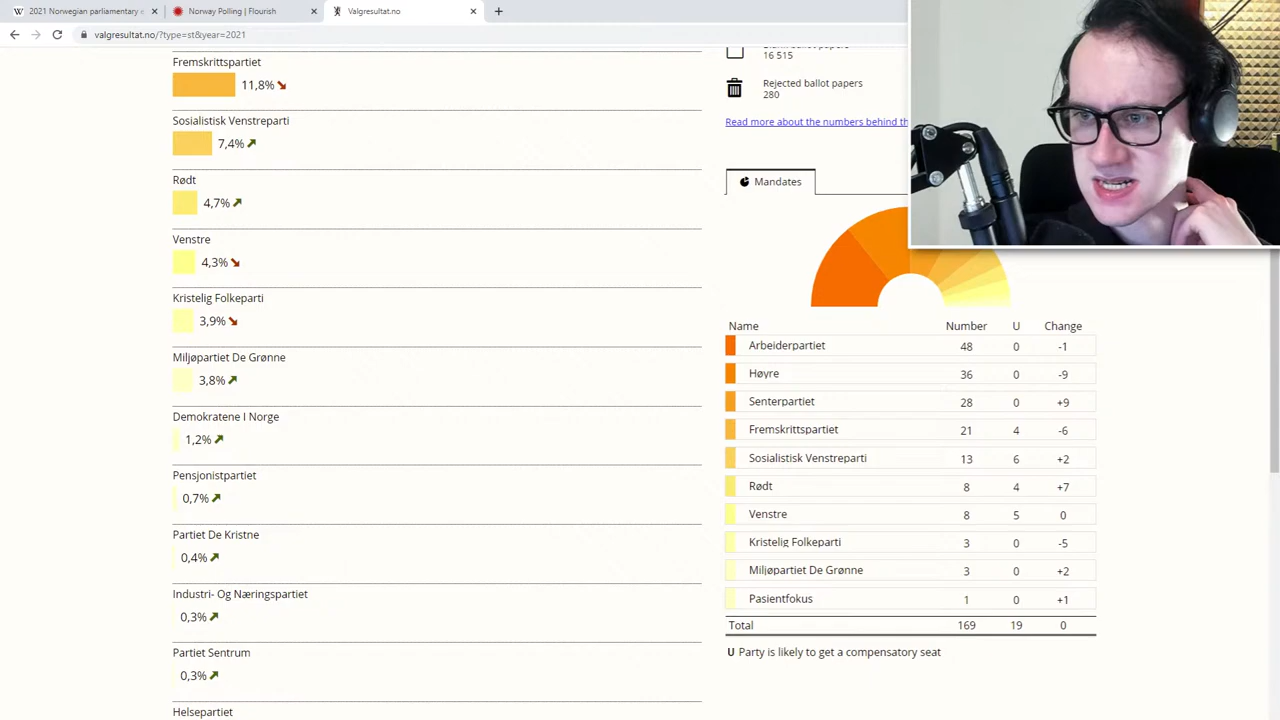 2021 Norwegian parliamentary e
Norway Polling | Flourish
Valgresultat.no
valgresultat.no/?type=st&year=2021
Fremskrittspartiet
11,8%
Sosialistisk Venstreparti
7,4%
Rødt
4,7%
Venstre
4,3%
Kristelig Folkeparti
3,9%
Miljøpartiet De Grønne
3,8%
Demokratene I Norge
1,2%
Pensjonistpartiet
0,7%
Partiet De Kristne
0,4%
Industri- Og Næringspartiet
0,3%
Partiet Sentrum
0,3%
Helsepartiet
16 515
Rejected ballot papers
280
Read more about the numbers behind th
Mandates
Name Number U Change
Arbeiderpartiet 48 0 -1
Høyre 36 0 -9
Senterpartiet 28 0 +9
Fremskrittspartiet 21 4 -6
Sosialistisk Venstreparti 13 6 +2
Rødt 8 4 +7
Venstre 8 5 0
Kristelig Folkeparti 3 0 -5
Miljøpartiet De Grønne 3 0 +2
Pasientfokus 1 0 +1
Total 169 19 0
U Party is likely to get a compensatory seat